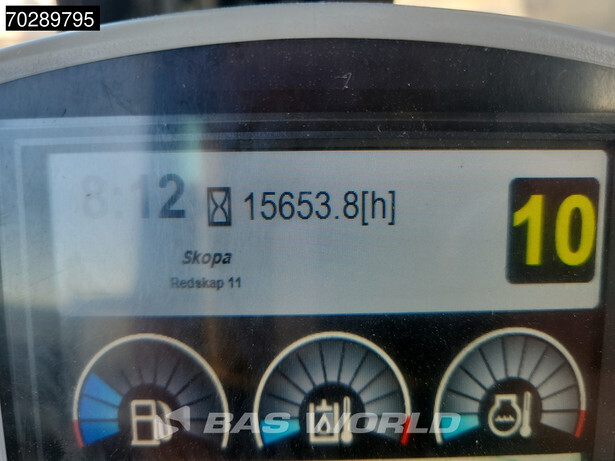 70289795
8:12 15653.8[h] 10
Skopa
Redskap 11
BAS WORLD